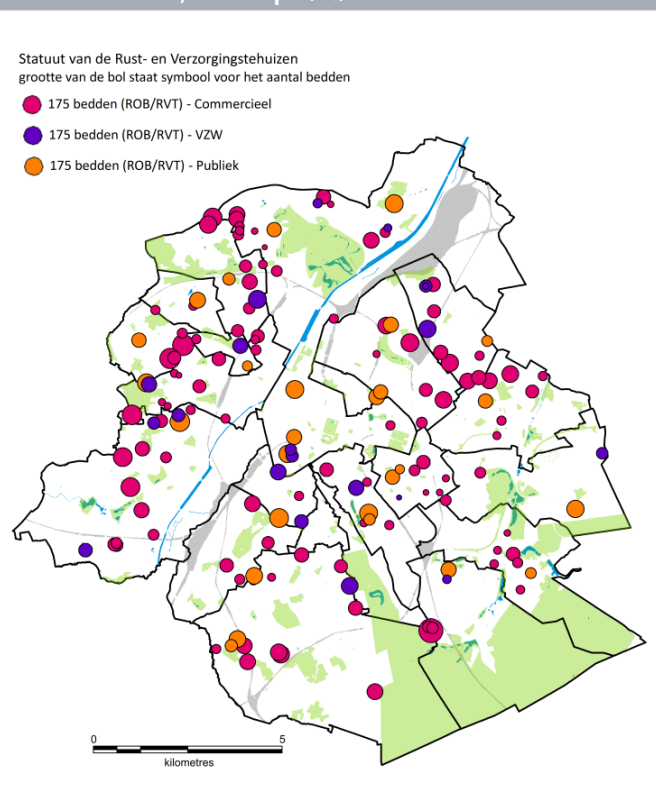 Statuut van de Rust- en Verzorgingstehuizen
grootte van de bol staat symbool voor het aantal bedden
175 bedden (ROB/RVT) - Commercieel
175 bedden (ROB/RVT) - VZW
175 bedden (ROB/RVT) - Publiek
0 5
kilometres